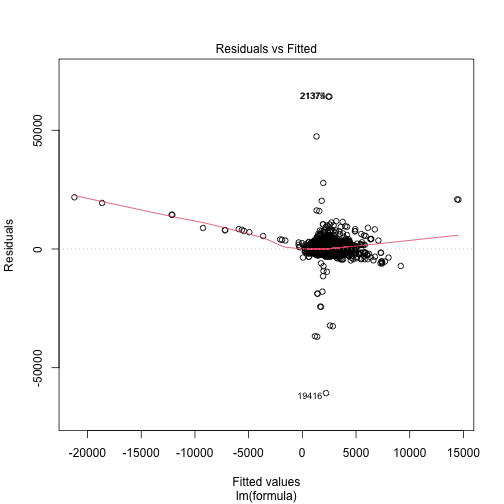 Residuals vs Fitted
50000
0
-50000
Residuals
19416
-20000 -15000 -10000 -5000 0 5000 10000 15000
Fitted values
lm(formula)